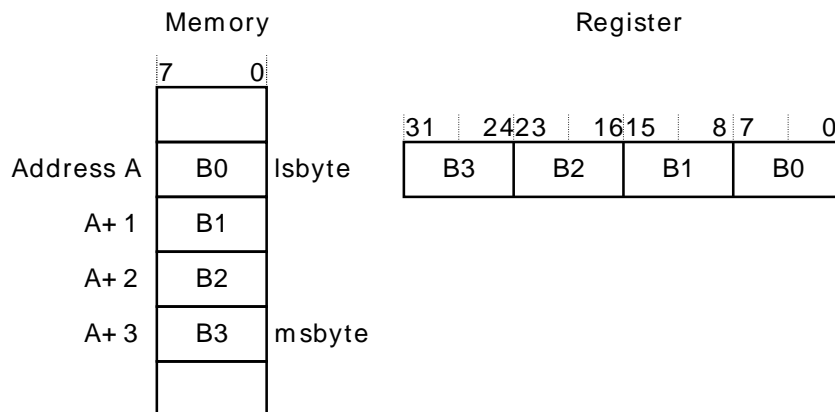 Memory Register
7 0
31 24 23 16 15 8 7 0
Address A B0 lsbyte B3 B2 B1 B0
A+1 B1
A+2 B2
A+3 B3 msbyte